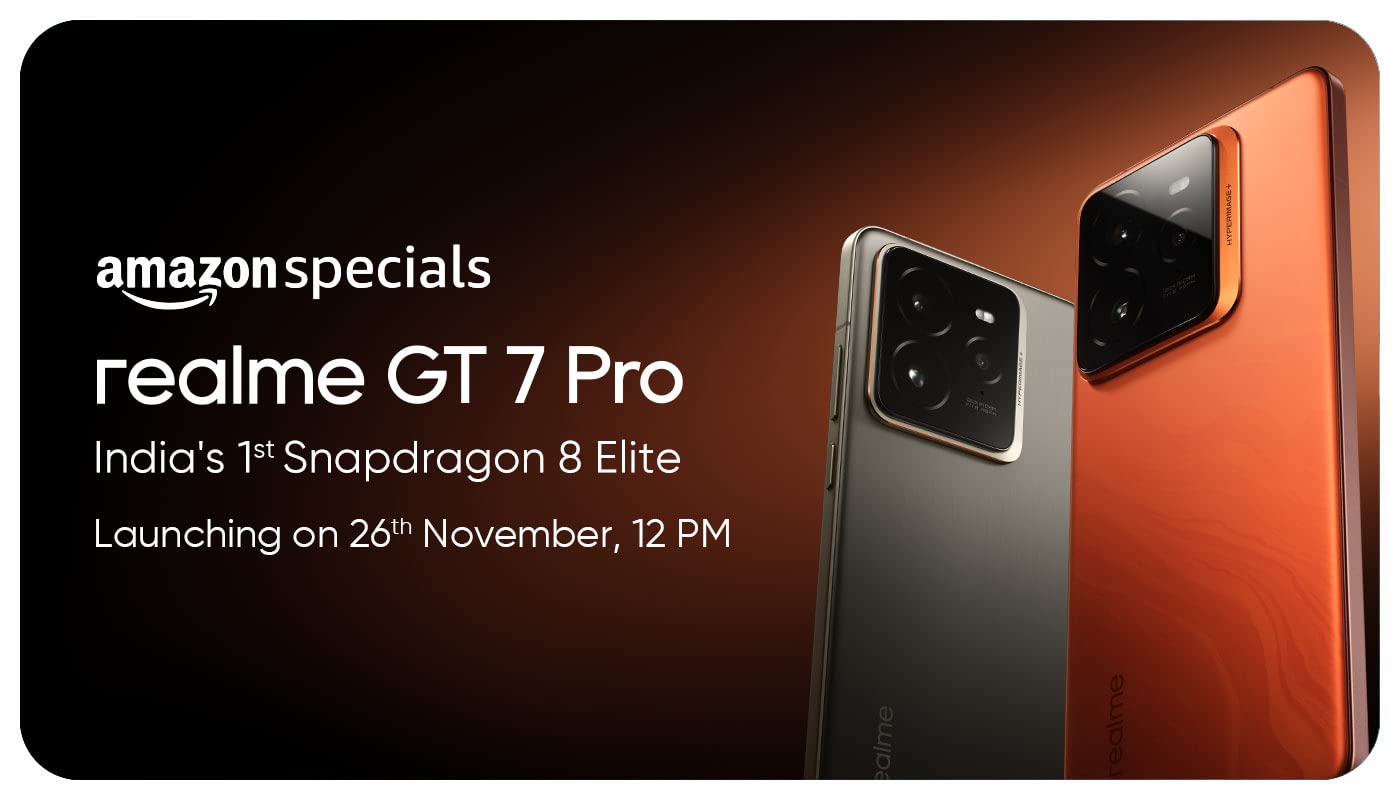 amazon specials
realme GT 7 Pro
India's 1st Snapdragon 8 Elite
Launching on 26th November, 12 PM
HYPERIMAGE+
HYPERIMAGE+
realme
realme